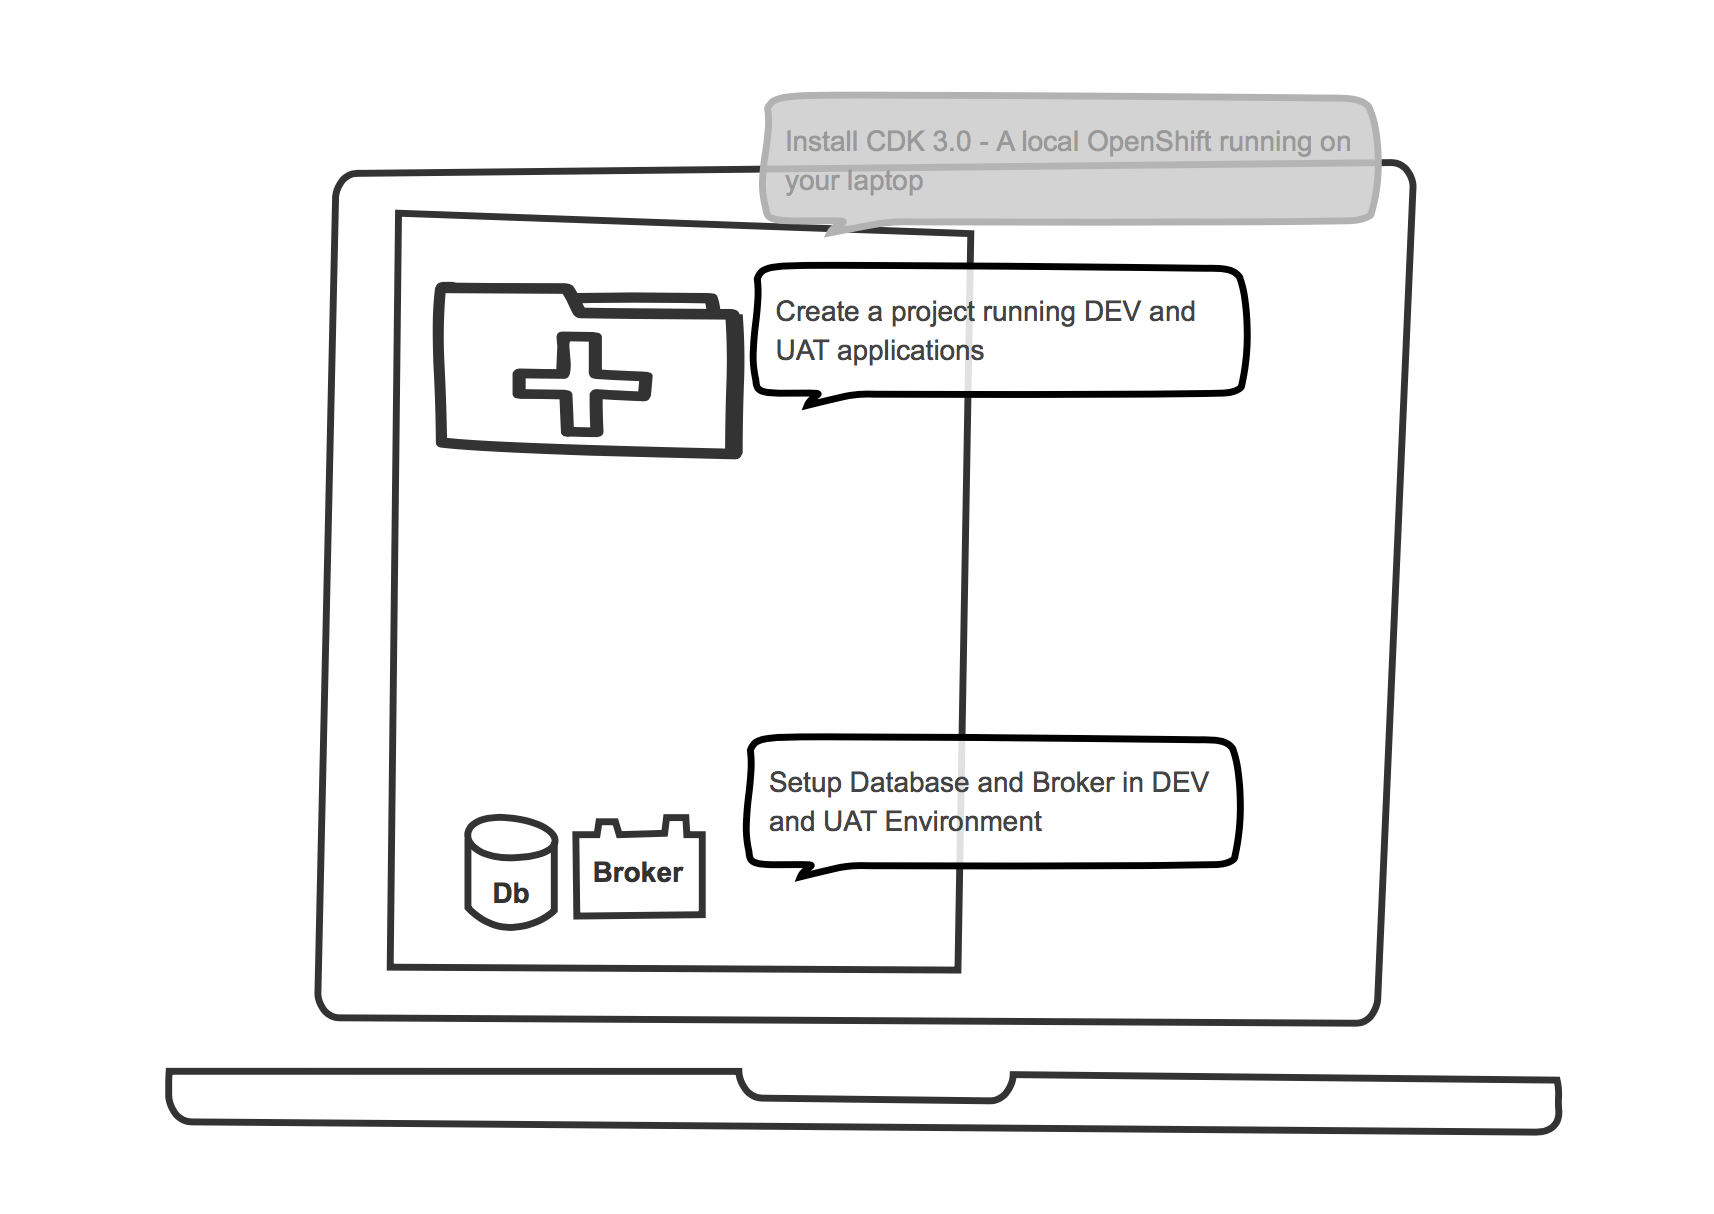 Install CDK 3.0 - A local OpenShift running on
your laptop
Create a project running DEV and
UAT applications
Setup Database and Broker in DEV
and UAT Environment
Db
Broker